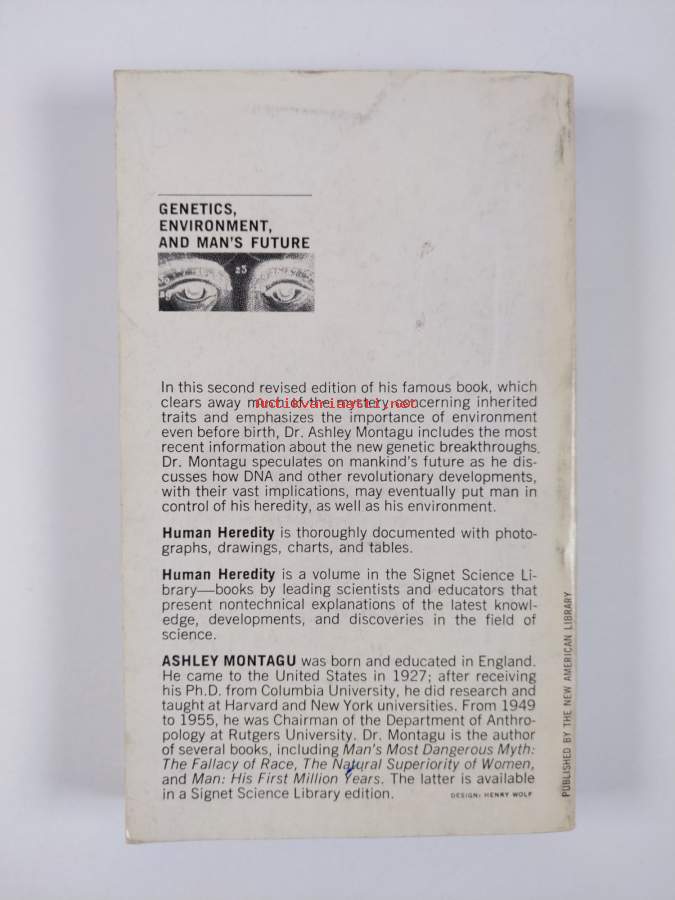 GENETICS,
ENVIRONMENT,
AND MAN'S FUTURE
25
In this second revised edition of his famous book, which
clears away much of the mystery concerning inherited
traits and emphasizes the importance of environment
even before birth, Dr. Ashley Montagu includes the most
recent information about the new genetic breakthroughs.
Dr. Montagu speculates on mankind's future as he dis-
cusses how DNA and other revolutionary developments,
with their vast implications, may eventually put man in
control of his heredity, as well as his environment.
Human Heredity is thoroughly documented with photo-
graphs, drawings, charts, and tables.
Human Heredity is a volume in the Signet Science Li-
brary—books by leading scientists and educators that
present nontechnical explanations of the latest knowl-
edge, developments, and discoveries in the field of
science.
ASHLEY MONTAGU was born and educated in England.
He came to the United States in 1927; after receiving
his Ph.D. from Columbia University, he did research and
taught at Harvard and New York universities. From 1949
to 1955, he was Chairman of the Department of Anthro-
pology at Rutgers University. Dr. Montagu is the author
of several books, including Man's Most Dangerous Myth:
The Fallacy of Race, The Natural Superiority of Women,
and Man: His First Million Years. The latter is available
in a Signet Science Library edition.
DESIGN: HENRY WOLF
PUBLISHED BY THE NEW AMERICAN LIBRARY
Antikvariaatti.net